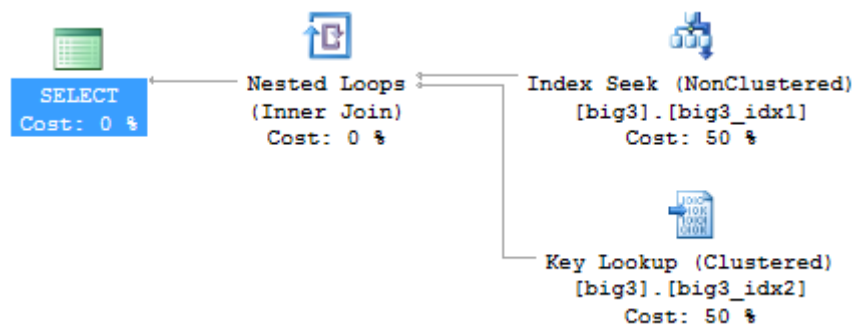 SELECT
Cost: 0 %
Nested Loops
(Inner Join)
Cost: 0 %
Index Seek (NonClustered)
[big3].[big3_idx1]
Cost: 50 %
Key Lookup (Clustered)
[big3].[big3_idx2]
Cost: 50 %